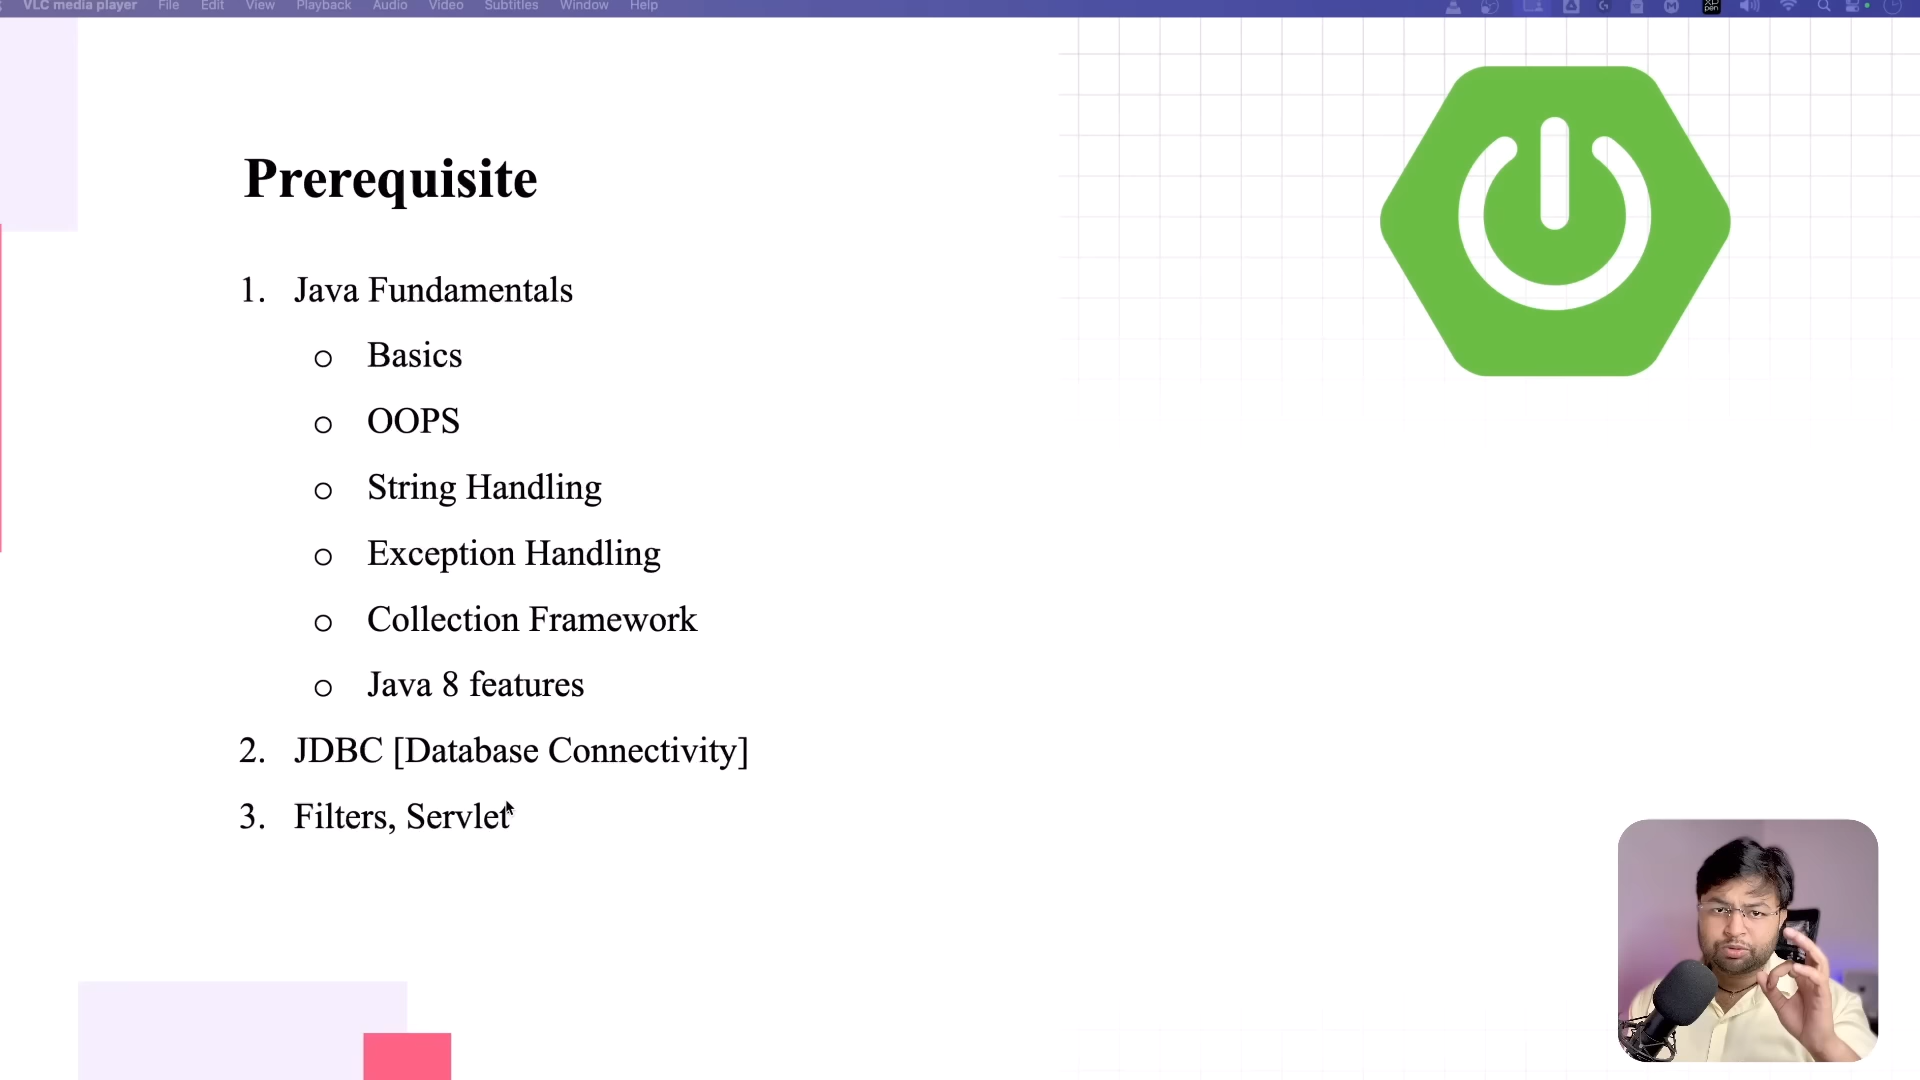 VLC media player File Edit View Playback Audio Video Subtitles Window Help
Prerequisite
1. Java Fundamentals
o Basics
o OOPS
o String Handling
o Exception Handling
o Collection Framework
o Java 8 features
2. JDBC [Database Connectivity]
3. Filters, Servlet